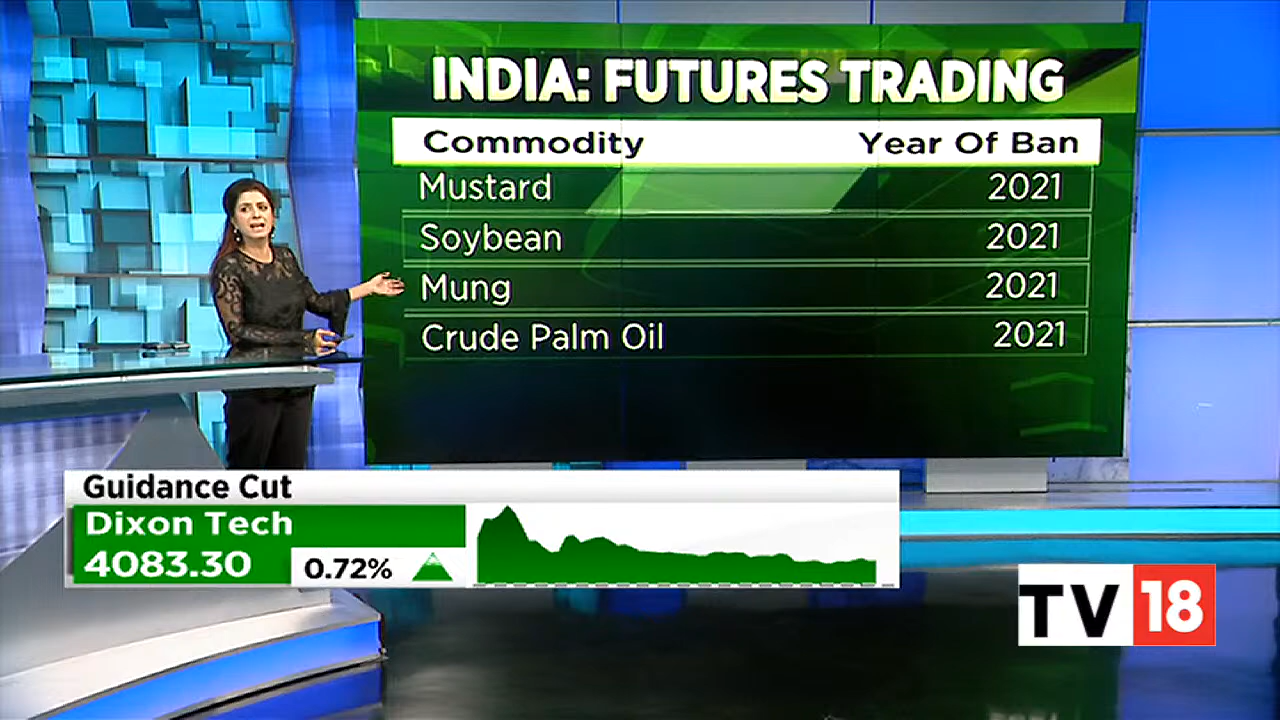 INDIA: FUTURES TRADING
Commodity Year Of Ban
Mustard 2021
Soybean 2021
Mung 2021
Crude Palm Oil 2021
Guidance Cut
Dixon Tech
4083.30 0.72%
TV18